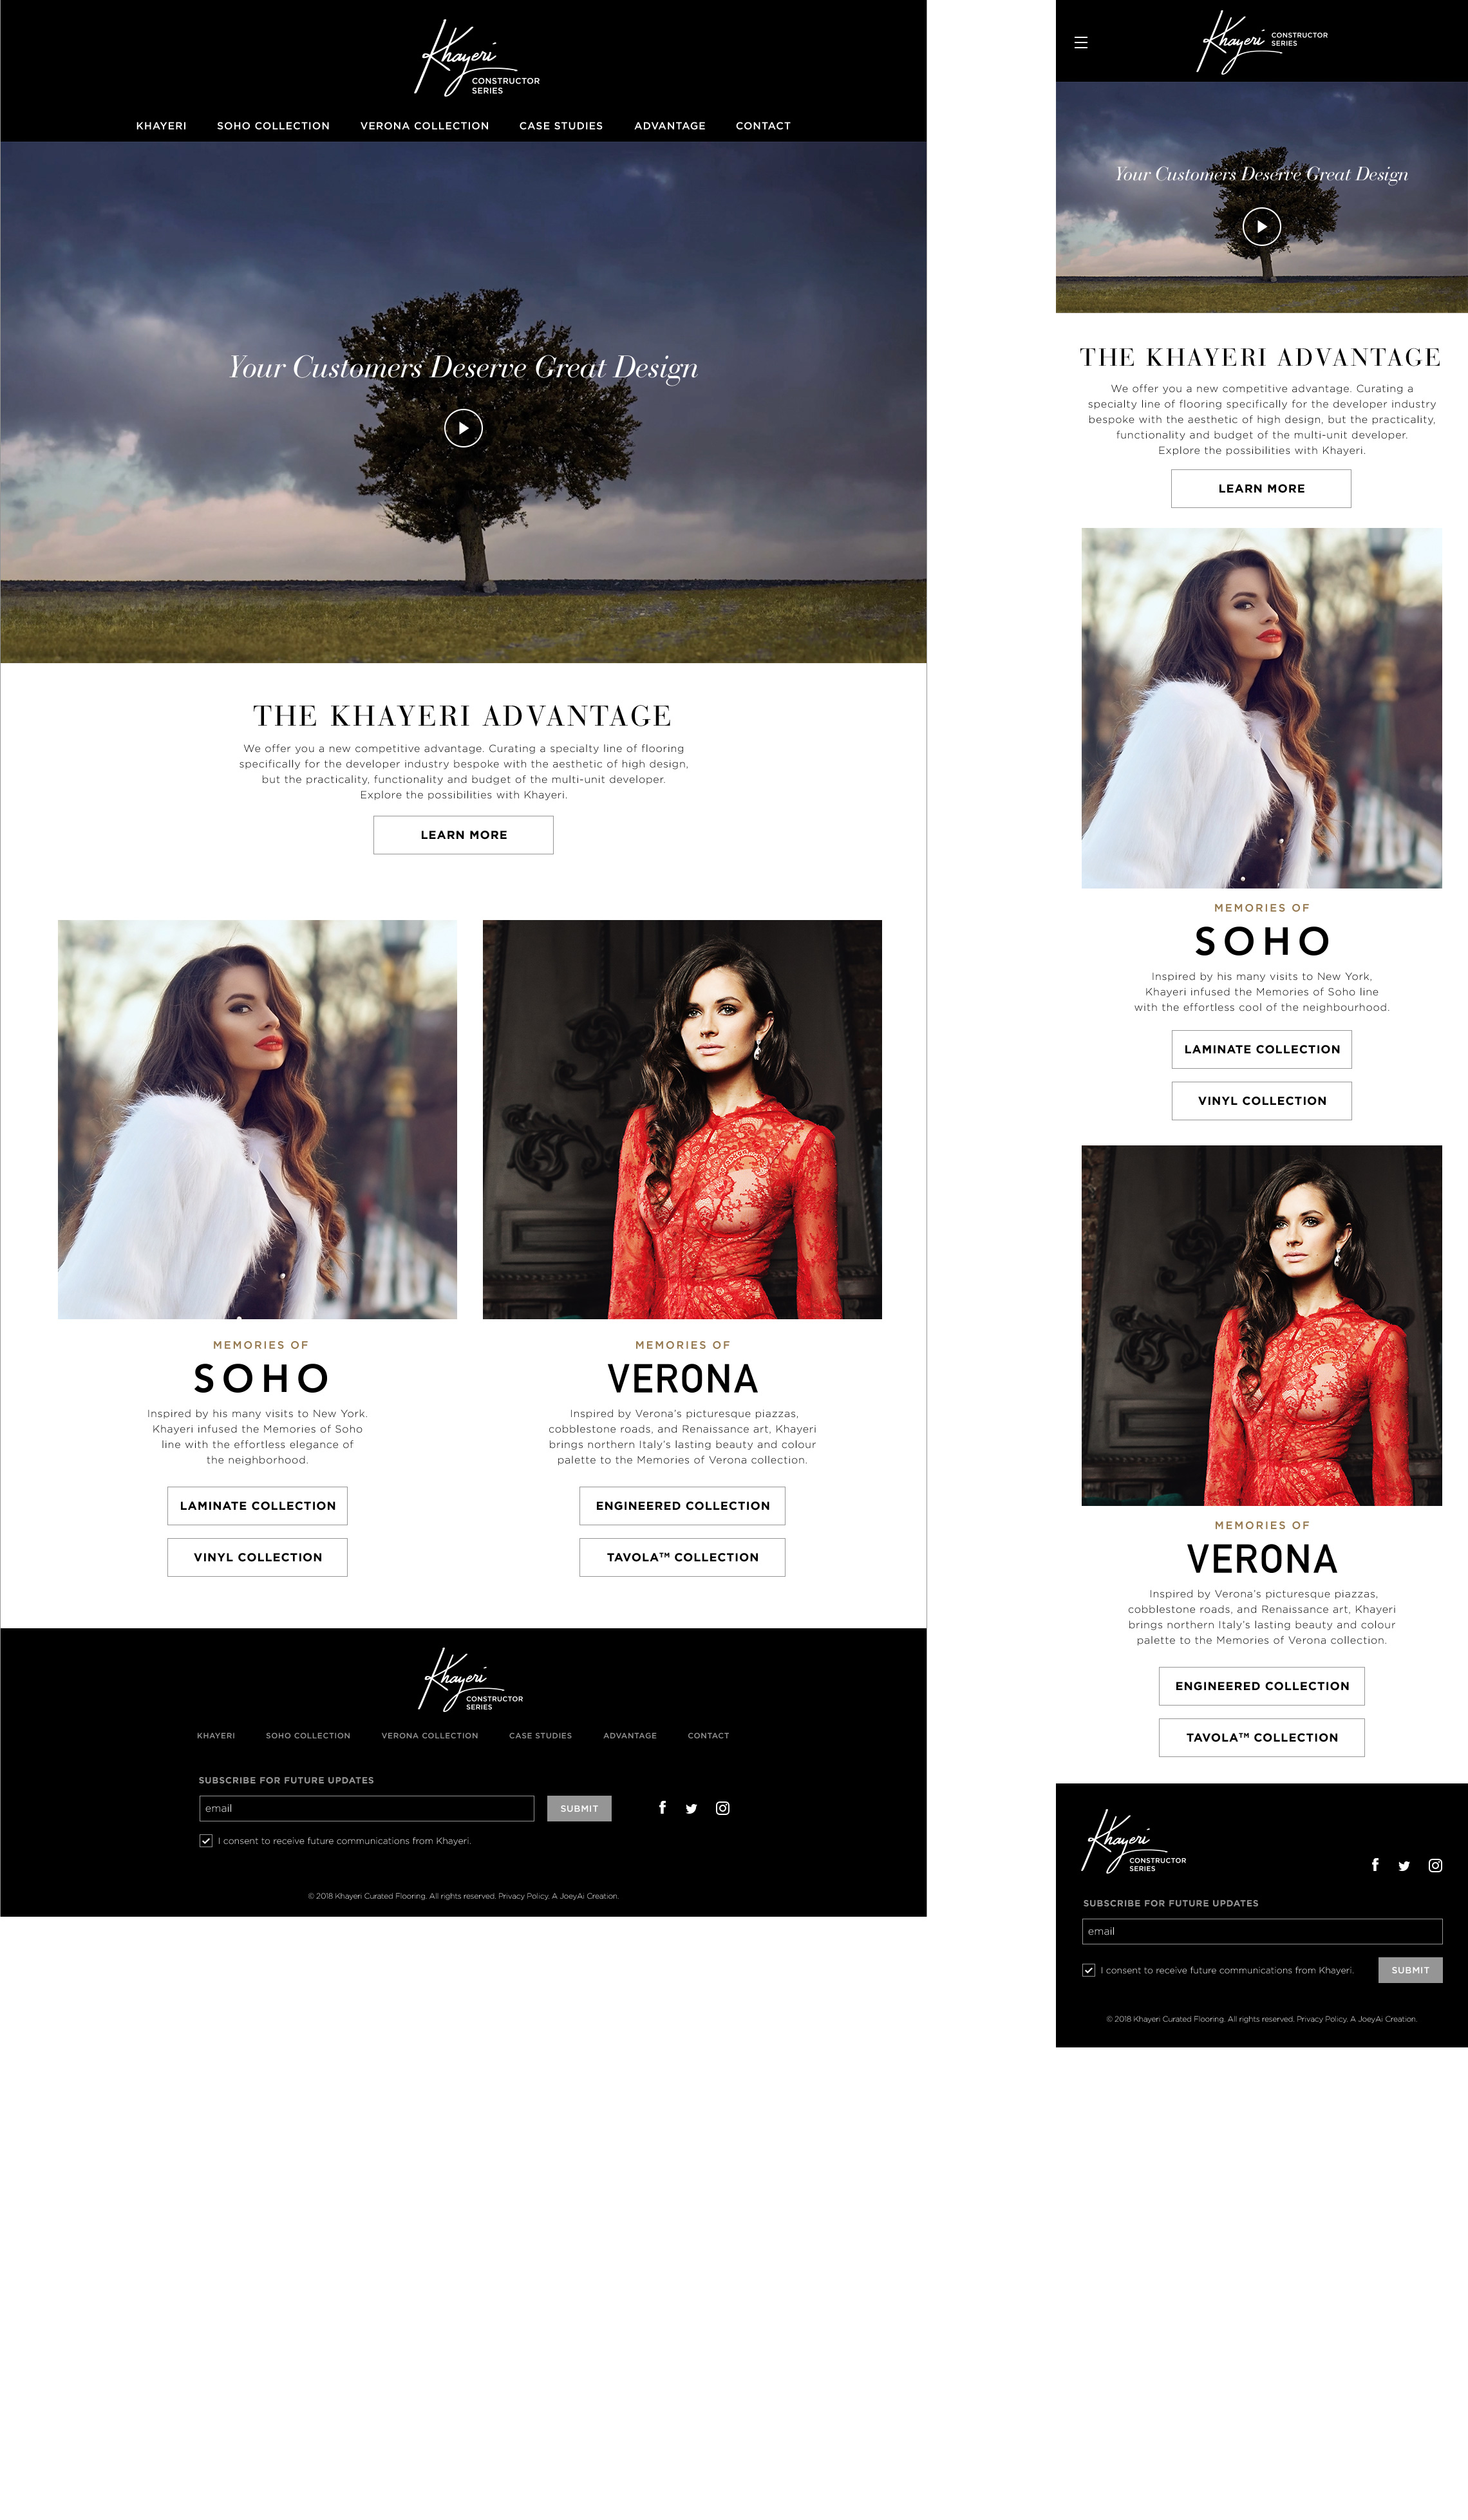 Khayeri
CONSTRUCTOR
SERIES
KHAYERI SOHO COLLECTION VERONA COLLECTION CASE STUDIES ADVANTAGE CONTACT
Your Customers Deserve Great Design
THE KHAYERI ADVANTAGE
We offer you a new competitive advantage. Curating a specialty line of flooring
specifically for the developer industry bespoke with the aesthetic of high design,
but the practicality, functionality and budget of the multi-unit developer.
Explore the possibilities with Khayeri.
LEARN MORE
MEMORIES OF
SOHO
Inspired by his many visits to New York.
Khayeri infused the Memories of Soho
line with the effortless elegance of
the neighborhood.
LAMINATE COLLECTION
VINYL COLLECTION
MEMORIES OF
VERONA
Inspired by Verona's picturesque piazzas,
cobblestone roads, and Renaissance art, Khayeri
brings northern Italy's lasting beauty and colour
palette to the Memories of Verona collection.
ENGINEERED COLLECTION
TAVOLA™ COLLECTION
Khayeri
CONSTRUCTOR
SERIES
KHAYERI SOHO COLLECTION VERONA COLLECTION CASE STUDIES ADVANTAGE CONTACT
SUBSCRIBE FOR FUTURE UPDATES
email SUBMIT
I consent to receive future communications from Khayeri.
© 2018 Khayeri Curated Flooring. All rights reserved. Privacy Policy. A JoeyAi Creation.
Khayeri
CONSTRUCTOR
SERIES
Your Customers Deserve Great Design
THE KHAYERI ADVANTAGE
We offer you a new competitive advantage. Curating a
specialty line of flooring specifically for the developer industry
bespoke with the aesthetic of high design, but the practicality,
functionality and budget of the multi-unit developer.
Explore the possibilities with Khayeri.
LEARN MORE
MEMORIES OF
SOHO
Inspired by his many visits to New York,
Khayeri infused the Memories of Soho line
with the effortless cool of the neighbourhood.
LAMINATE COLLECTION
VINYL COLLECTION
MEMORIES OF
VERONA
Inspired by Verona's picturesque piazzas,
cobblestone roads, and Renaissance art, Khayeri
brings northern Italy's lasting beauty and colour
palette to the Memories of Verona collection.
ENGINEERED COLLECTION
TAVOLA™ COLLECTION
Khayeri
CONSTRUCTOR
SERIES
SUBSCRIBE FOR FUTURE UPDATES
email
I consent to receive future communications from Khayeri. SUBMIT
© 2018 Khayeri Curated Flooring. All rights reserved. Privacy Policy. A JoeyAi Creation.